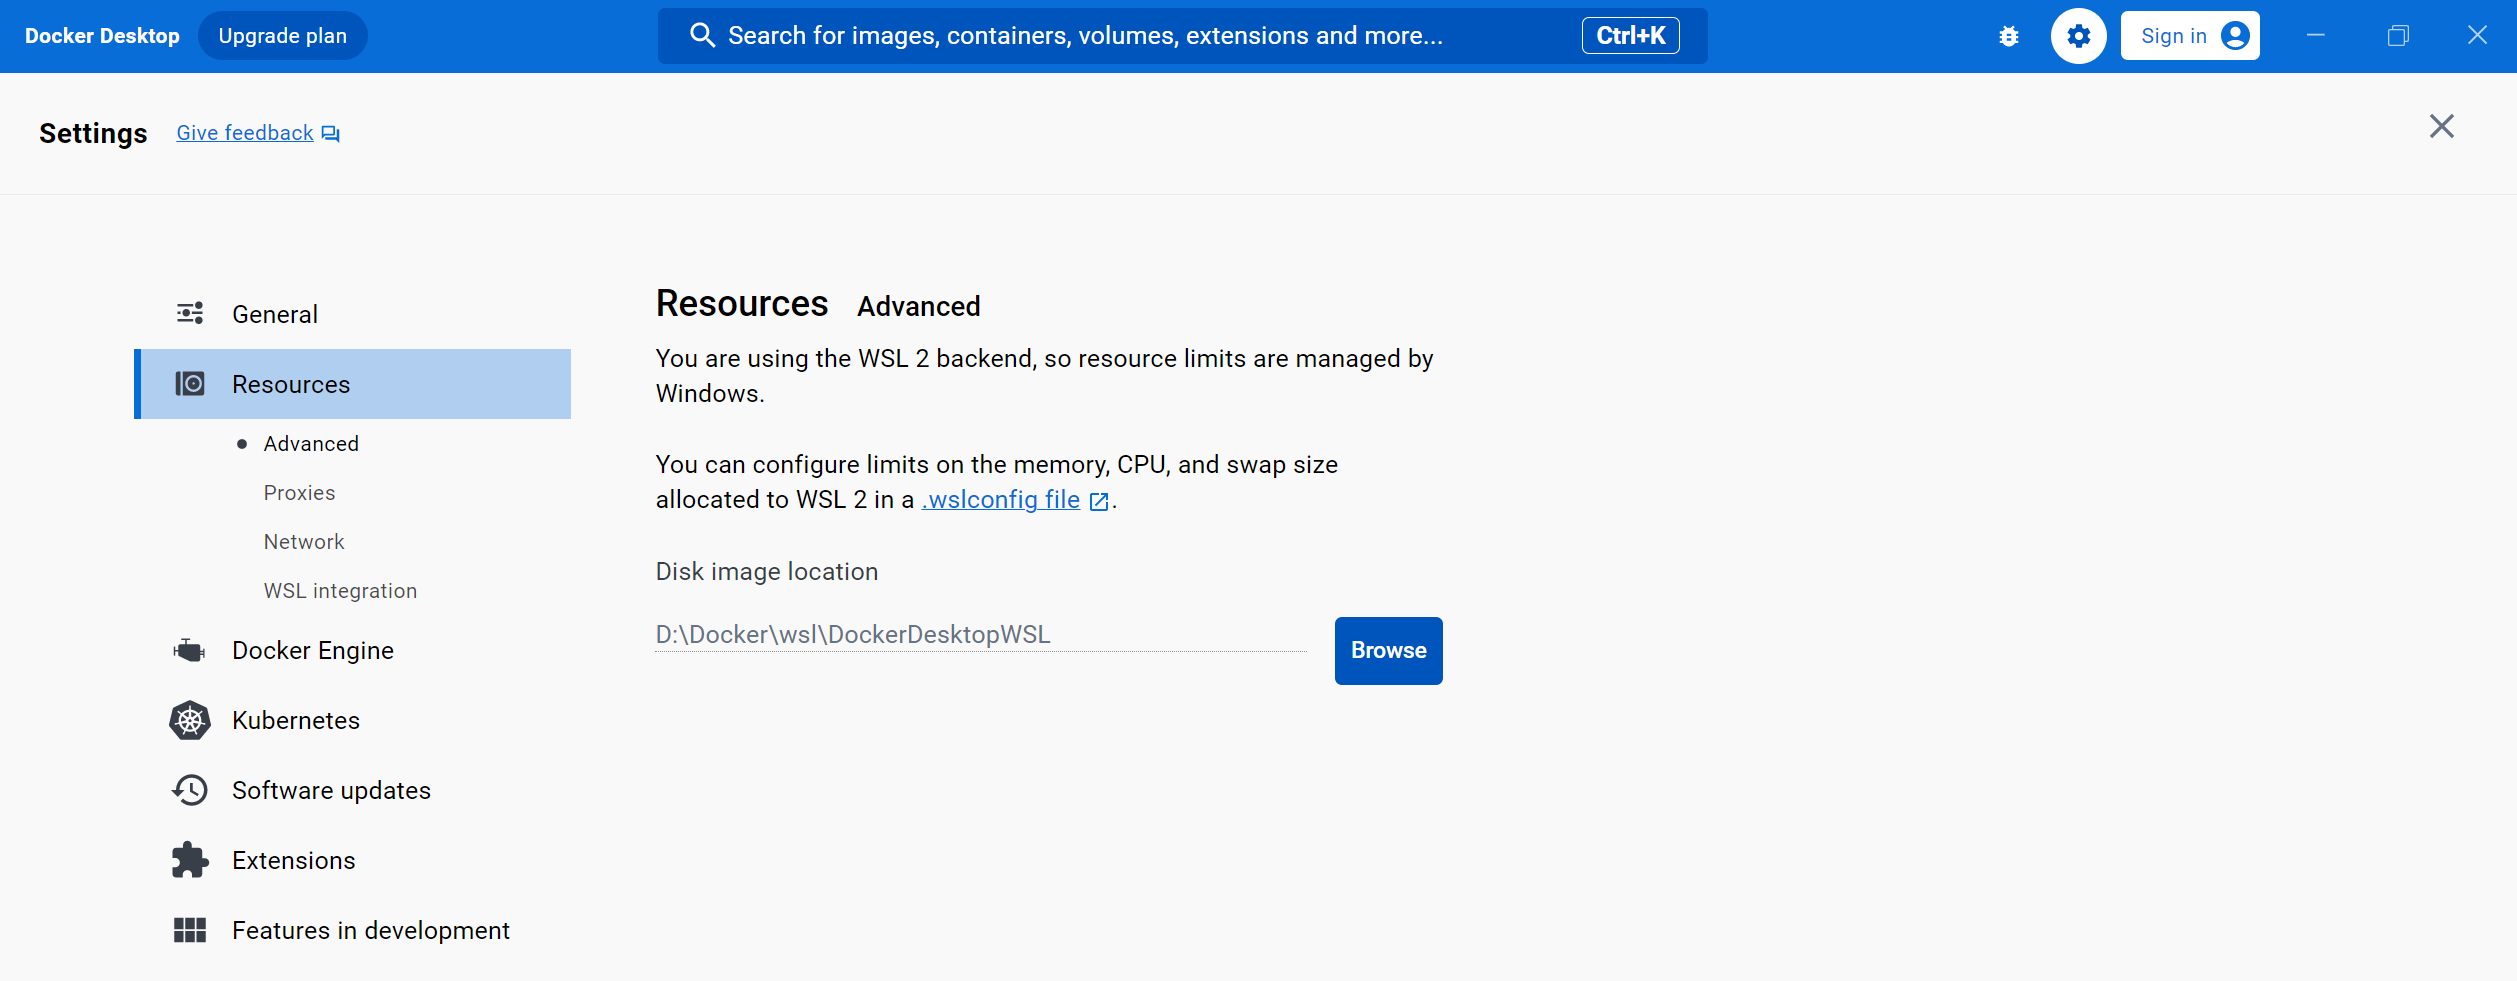 Docker Desktop Upgrade plan Search for images, containers, volumes, extensions and more... Ctrl+K Sign in
Settings Give feedback
General
Resources
Advanced
Proxies
Network
WSL integration
Docker Engine
Kubernetes
Software updates
Extensions
Features in development
Resources Advanced
You are using the WSL 2 backend, so resource limits are managed by
Windows.
You can configure limits on the memory, CPU, and swap size
allocated to WSL 2 in a .wslconfig file.
Disk image location
D:\Docker\wsl\DockerDesktopWSL
Browse